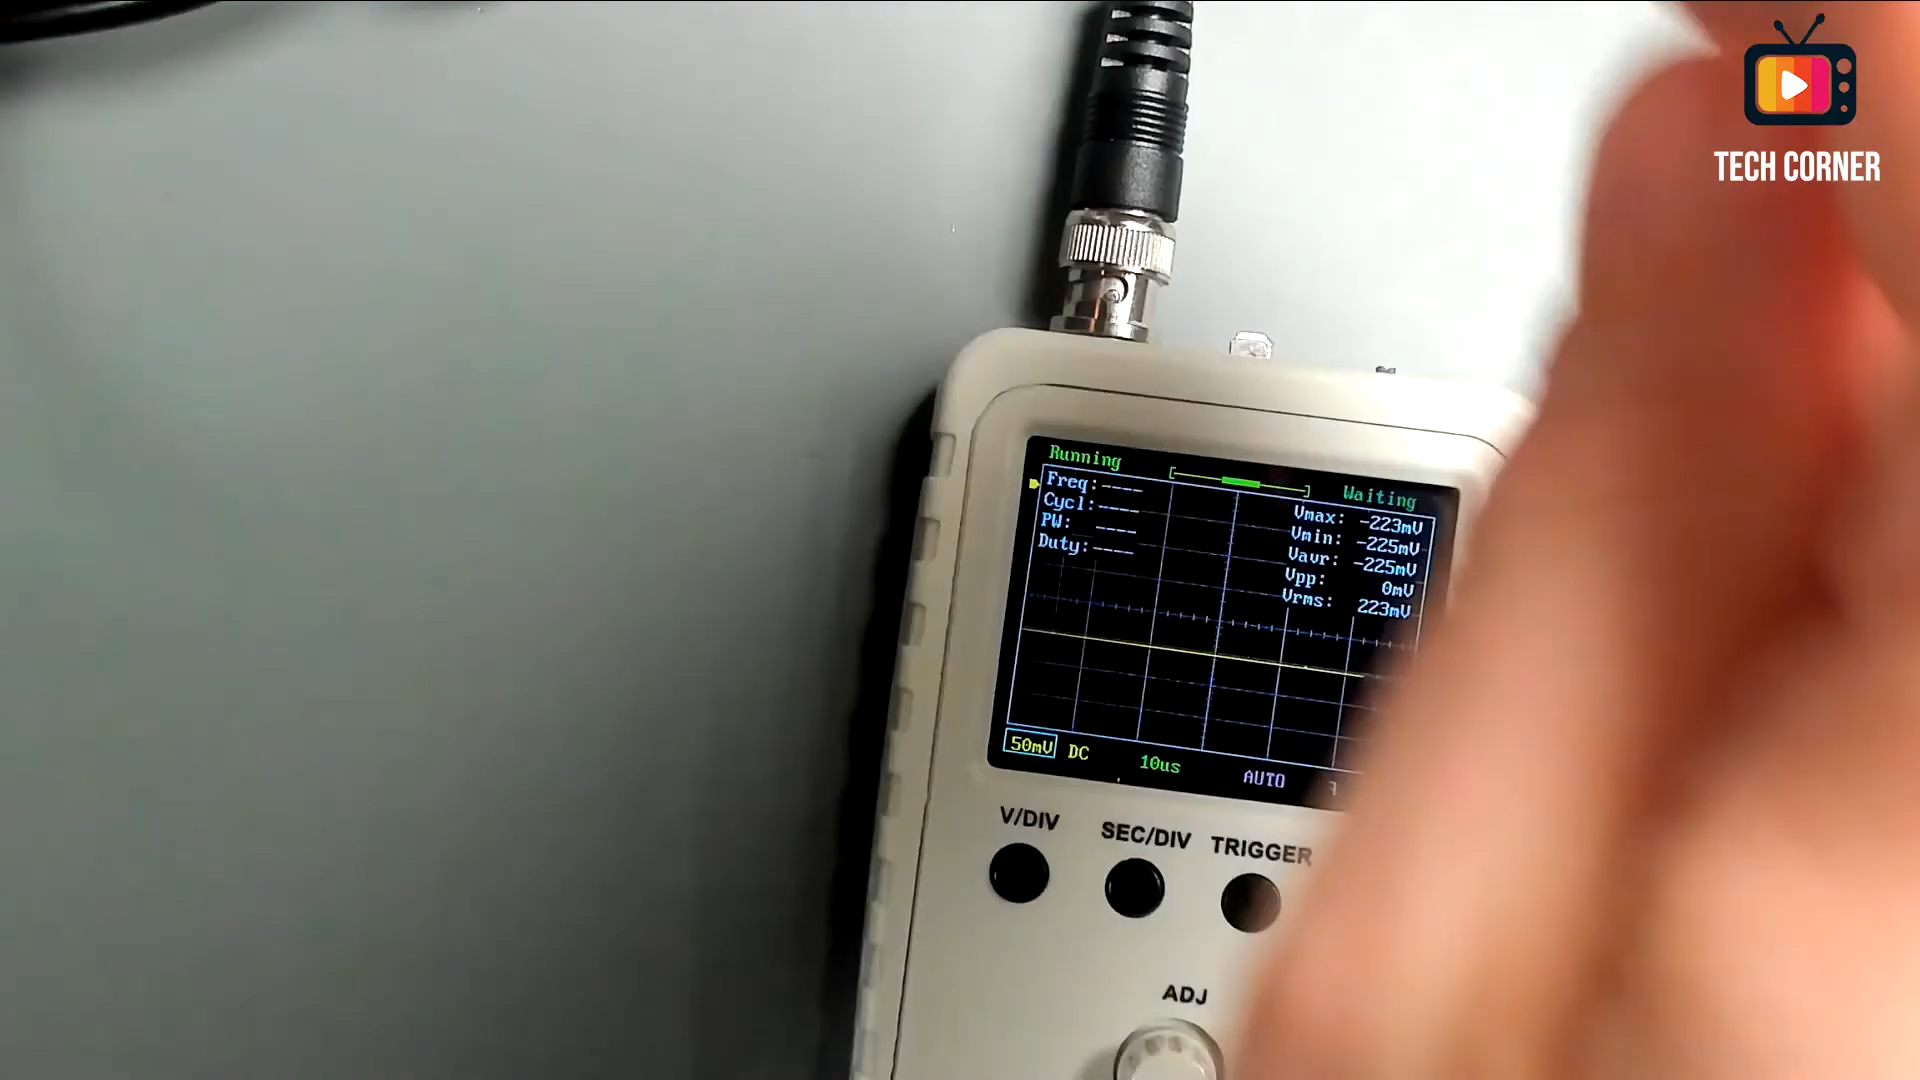 TECH CORNER
Running
Waiting
Freq:----
Cycl:----
PW: ----
Duty:----
Vmax: -223mV
Vmin: -225mV
Vavr: -225mV
Vpp: 0mV
Vrms: 223mV
50mV DC 10us AUTO
V/DIV SEC/DIV TRIGGER
ADJ